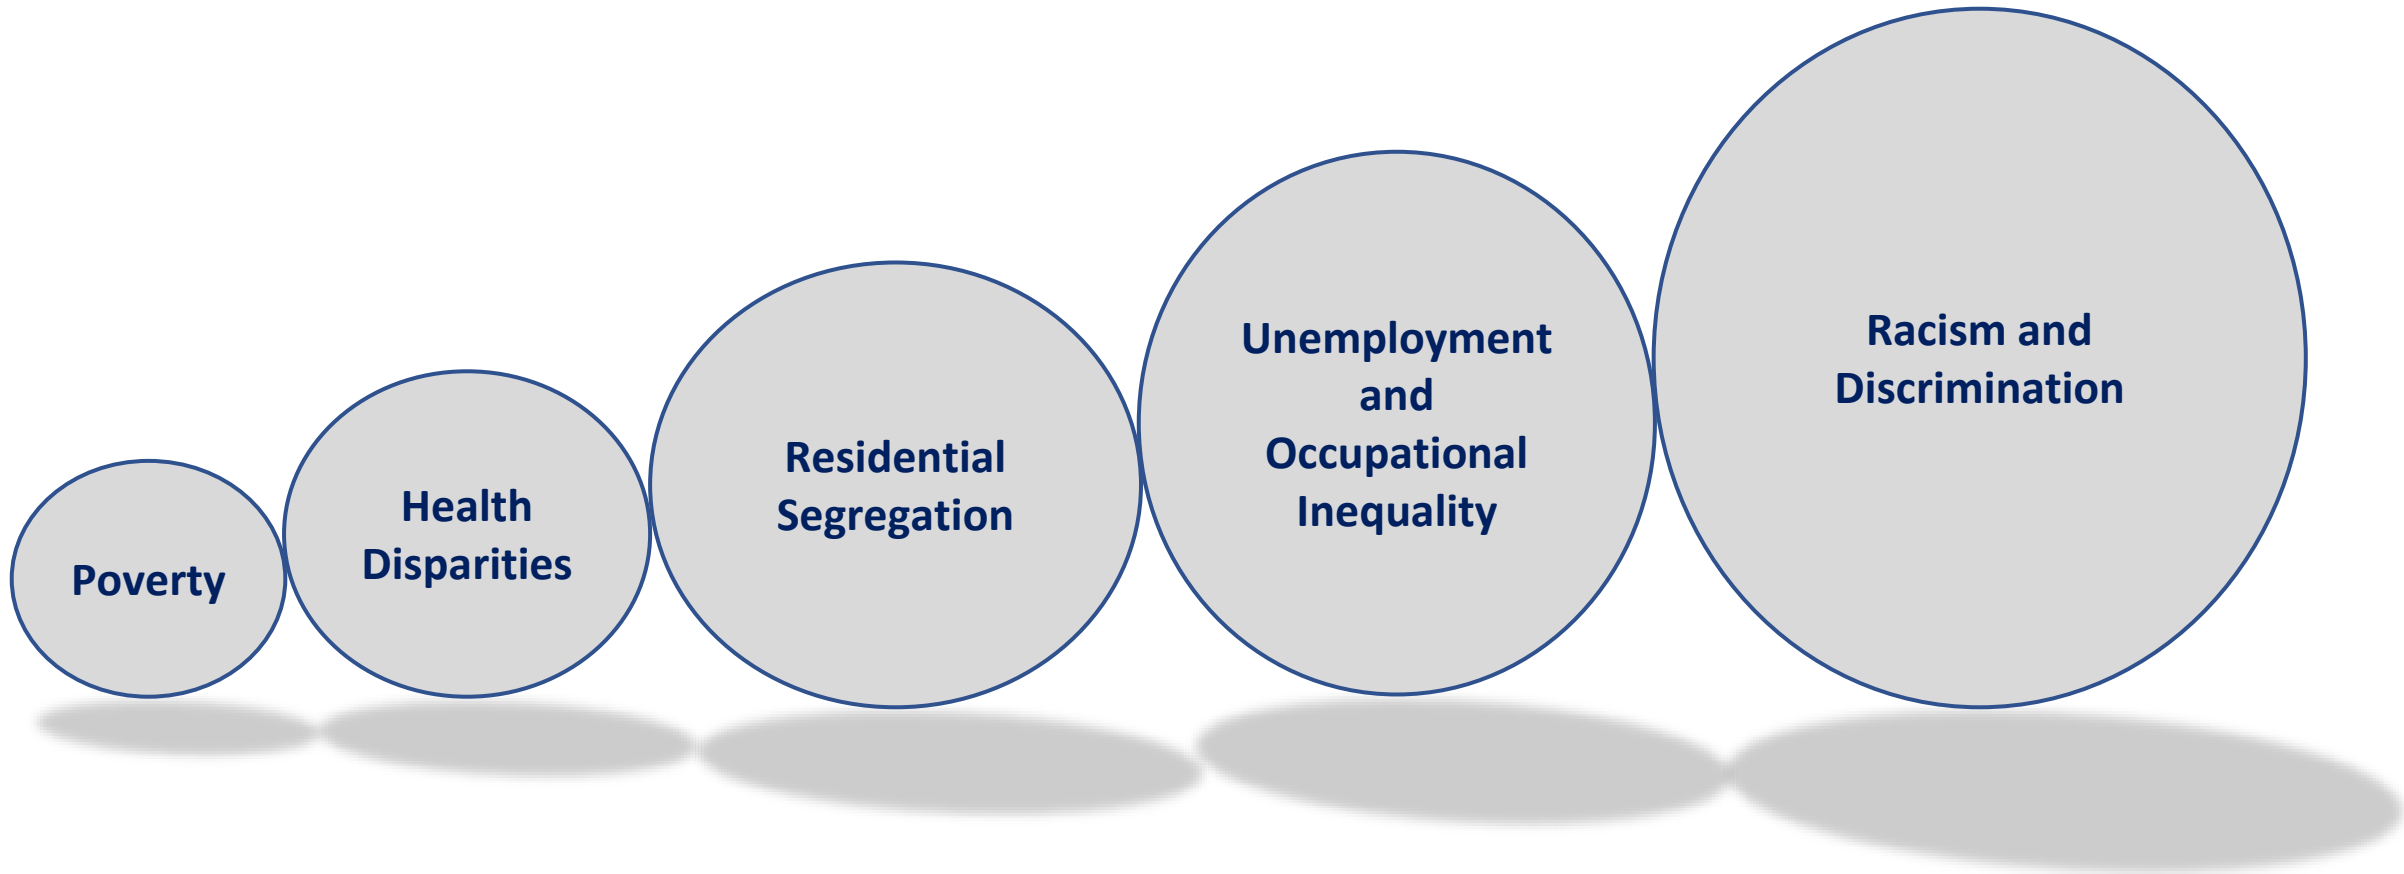 Poverty
Health
Disparities
Residential
Segregation
Unemployment
and
Occupational
Inequality
Racism and
Discrimination